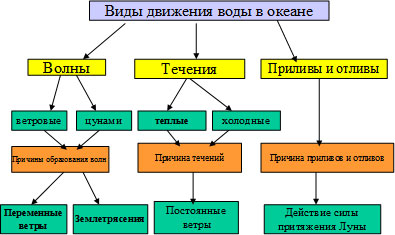 Виды движения воды в океане
Волны
Течения
Приливы и отливы
ветровые
цунами
теплые
холодные
Причины образования волн
Причина течений
Причина приливов и отливов
Переменные
ветры
Землетрясения
Постоянные
ветры
Действие силы
притяжения Луны